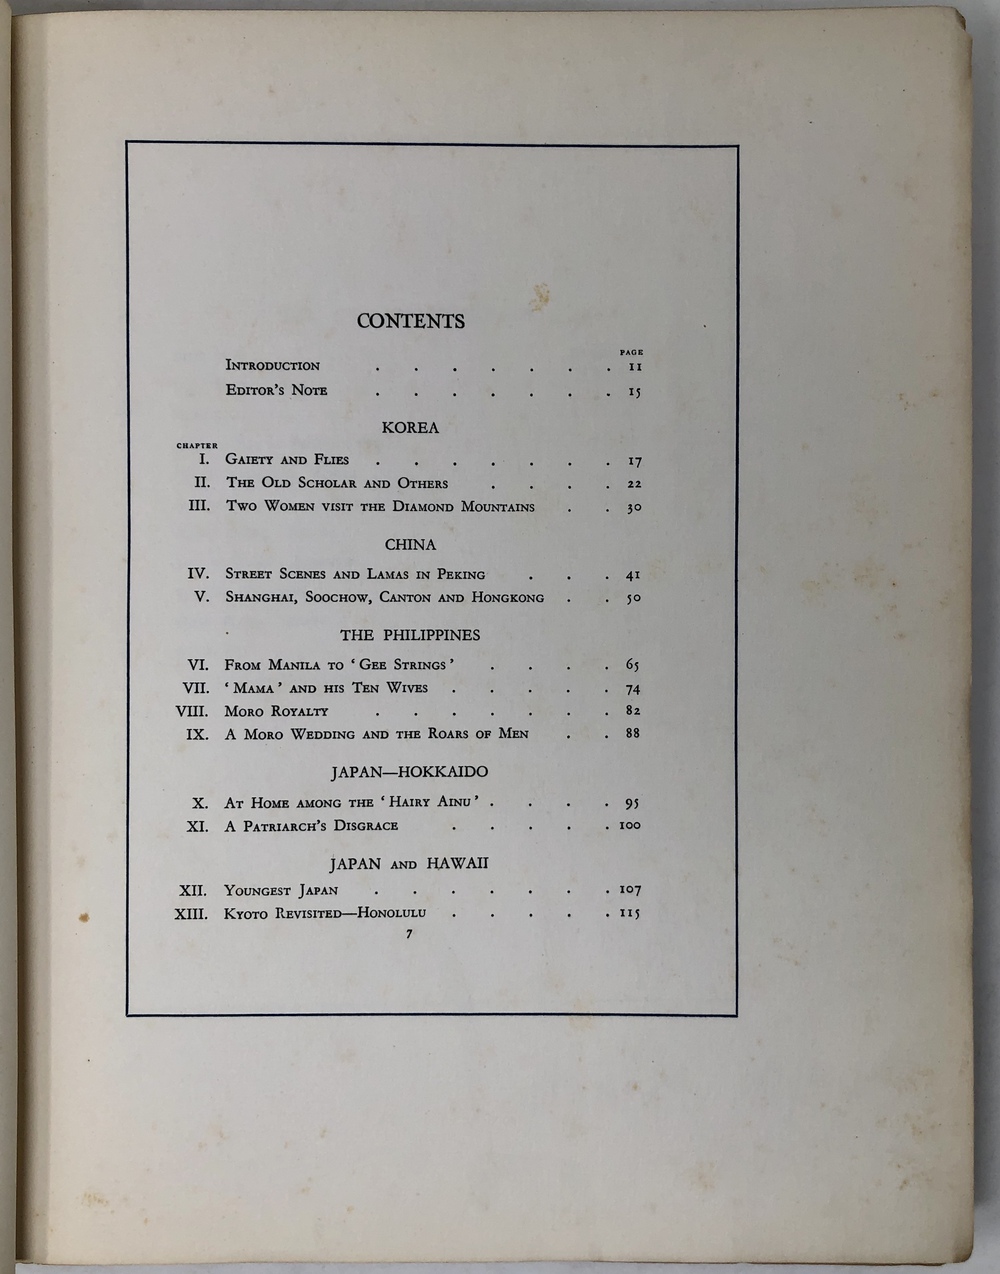 CONTENTS
PAGE
Introduction . . . . . . . 11
Editor's Note . . . . . . . 15
KOREA
CHAPTER
I. Gaiety and Flies . . . . . . . 17
II. The Old Scholar and Others . . . . 22
III. Two Women visit the Diamond Mountains . . 30
CHINA
IV. Street Scenes and Lamas in Peking . . . 41
V. Shanghai, Soochow, Canton and Hongkong . . 50
THE PHILIPPINES
VI. From Manila to ‘Gee Strings’ . . . . 65
VII. ‘Mama’ and his Ten Wives . . . . . 74
VIII. Moro Royalty . . . . . . . 82
IX. A Moro Wedding and the Roars of Men . . 88
JAPAN—HOKKAIDO
X. At Home among the ‘Hairy Ainu’ . . . . 95
XI. A Patriarch's Disgrace . . . . . 100
JAPAN AND HAWAII
XII. Youngest Japan . . . . . . . 107
XIII. Kyoto Revisited—Honolulu . . . . . 115
7